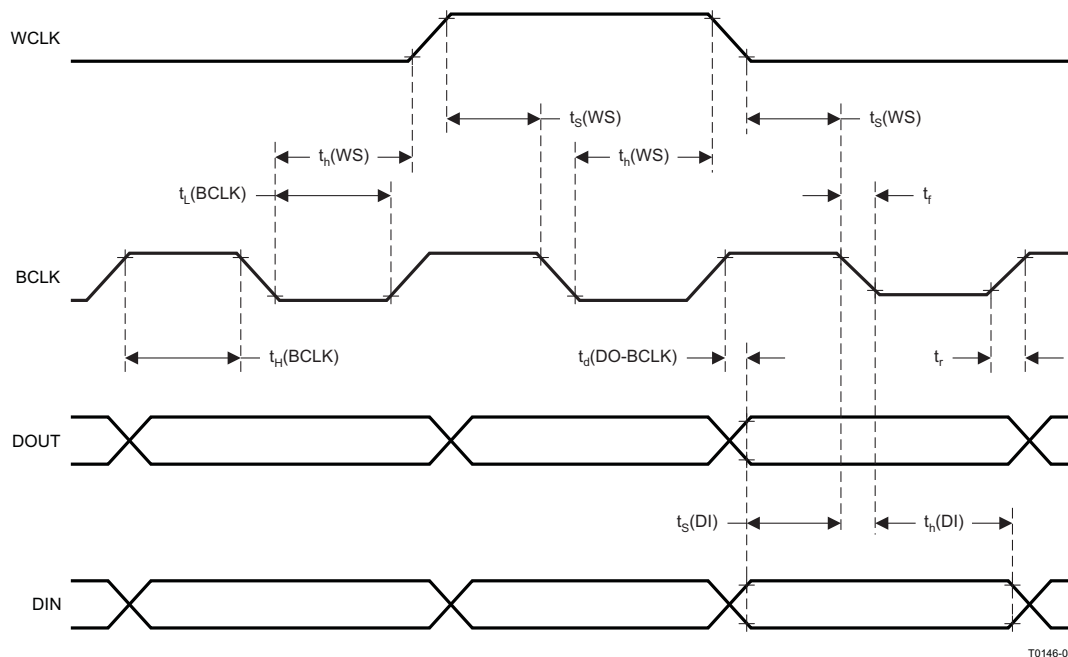 WCLK
tS(WS)
tS(WS)
th(WS)
th(WS)
tL(BCLK)
tf
BCLK
tH(BCLK)
td(DO-BCLK)
tr
DOUT
tS(DI)
th(DI)
DIN
T0146-0